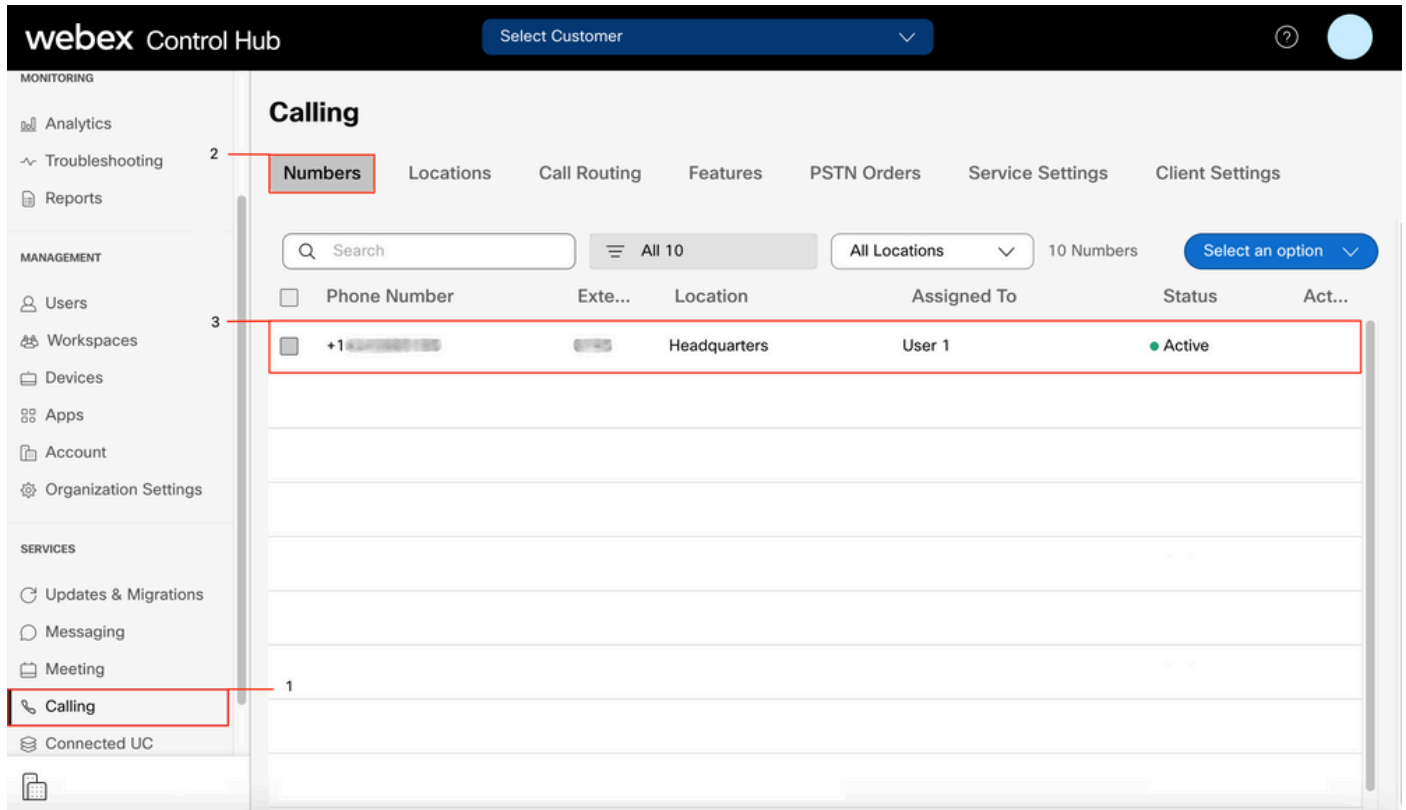 webex Control Hub
Select Customer
MONITORING
Analytics
Troubleshooting
Reports
MANAGEMENT
Users
Workspaces
Devices
Apps
Account
Organization Settings
SERVICES
Updates & Migrations
Messaging
Meeting
Calling
Connected UC
1
Calling
2
Numbers Locations Call Routing Features PSTN Orders Service Settings Client Settings
Search All 10 All Locations 10 Numbers Select an option
Phone Number Exte... Location Assigned To Status Act...
3
+1 Headquarters User 1 Active